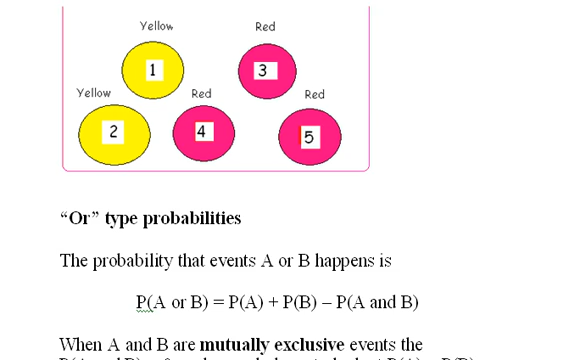 Yellow Red
1 3
Yellow Red Red
2 4 5
“Or” type probabilities
The probability that events A or B happens is
P(A or B) = P(A) + P(B) – P(A and B)
When A and B are mutually exclusive events the